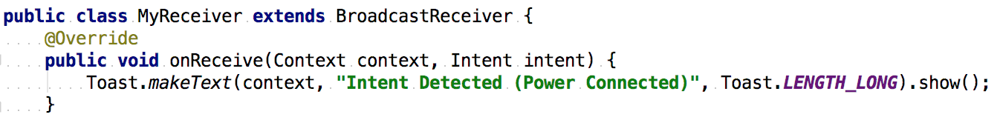 public class MyReceiver extends BroadcastReceiver {
    @Override
    public void onReceive(Context context, Intent intent) {
        Toast.makeText(context, "Intent Detected (Power Connected)", Toast.LENGTH_LONG).show();
    }